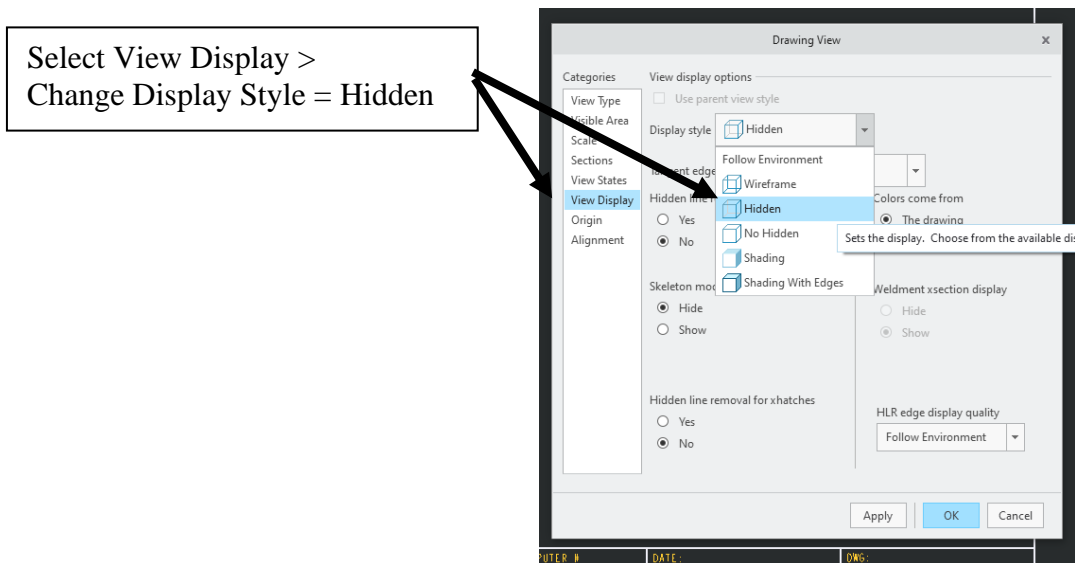 Select View Display >
Change Display Style = Hidden
Drawing View
x
Categories
View Type
Visible Area
Scale
Sections
View States
View Display
Origin
Alignment
View display options
Use parent view style
Display style
Hidden
Follow Environment
Wireframe
Hidden
No Hidden
Shading
Shading With Edges
edge
Hidden line
Yes
No
Colors come from
The drawing
Sets the display. Choose from the available
Skeleton
Hide
Show
Weldment xsection display
Hide
Show
Hidden line removal for xhatches
Yes
No
HLR edge display quality
Follow Environment
Apply
OK
Cancel
#
DATE:
DWG: